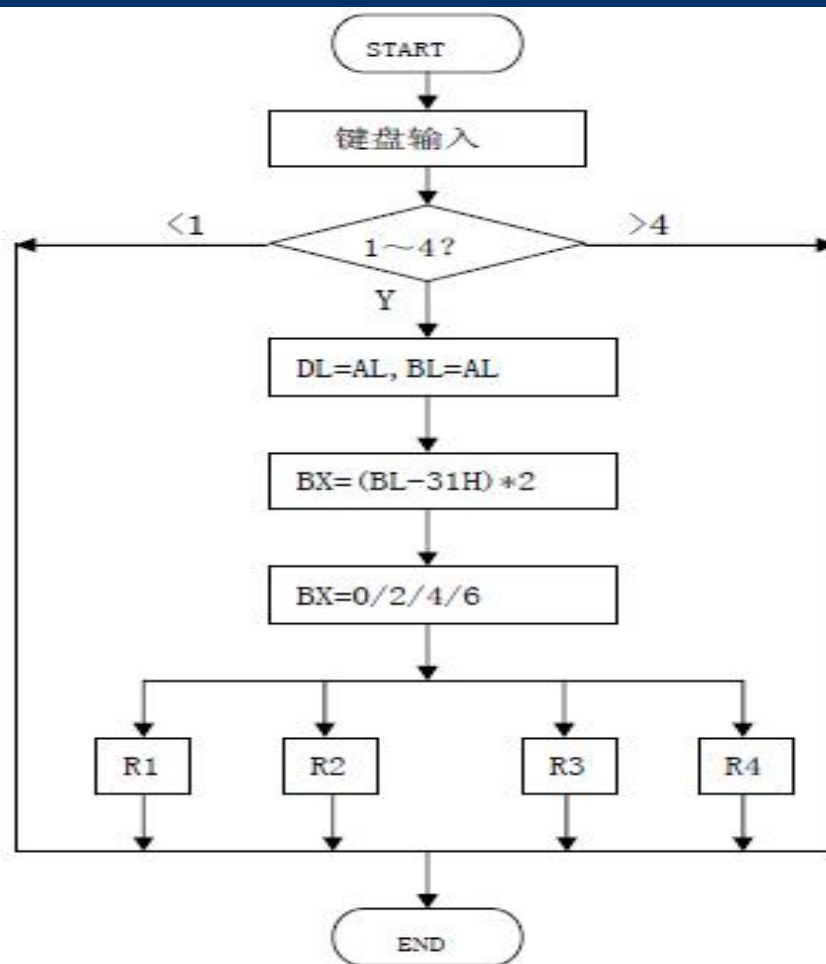 START
键盘输入
<1
1～4?
>4
Y
DL=AL,BL=AL
BX=(BL-31H)*2
BX=0/2/4/6
R1 R2 R3 R4
END